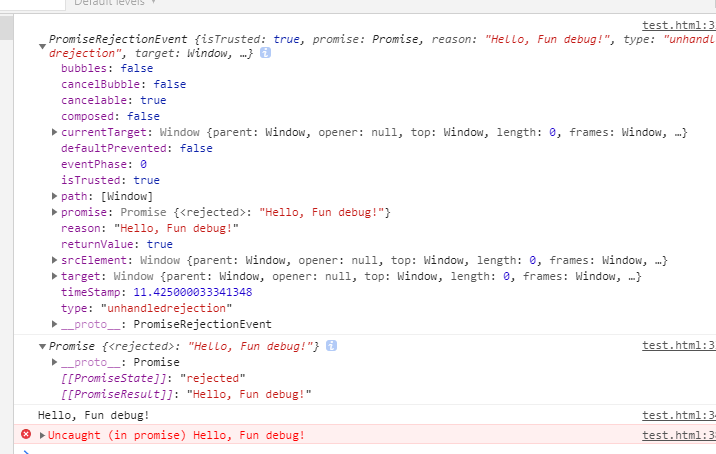 Default levels
test.html:3
PromiseRejectionEvent {isTrusted: true, promise: Promise, reason: "Hello, Fun debug!", type: "unhandl
drejection", target: Window, …}
bubbles: false
cancelBubble: false
cancelable: true
composed: false
currentTarget: Window {parent: Window, opener: null, top: Window, length: 0, frames: Window, …}
defaultPrevented: false
eventPhase: 0
isTrusted: true
path: [Window]
promise: Promise {<rejected>: "Hello, Fun debug!"}
reason: "Hello, Fun debug!"
returnValue: true
srcElement: Window {parent: Window, opener: null, top: Window, length: 0, frames: Window, …}
target: Window {parent: Window, opener: null, top: Window, length: 0, frames: Window, …}
timeStamp: 11.425000033341348
type: "unhandledrejection"
__proto__: PromiseRejectionEvent
Promise {<rejected>: "Hello, Fun debug!"} test.html:3
__proto__: Promise
[[PromiseState]]: "rejected"
[[PromiseResult]]: "Hello, Fun debug!"
Hello, Fun debug! test.html:3
Uncaught (in promise) Hello, Fun debug! test.html:3